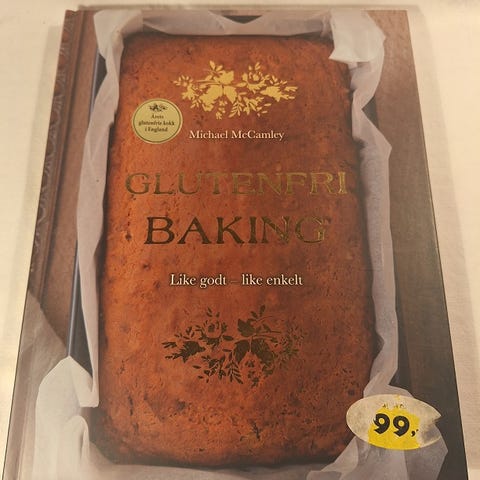 Årets
glutenfrie kokk
i England
Michael McCamley
GLUTENFRI
BAKING
Like godt – like enkelt
99,